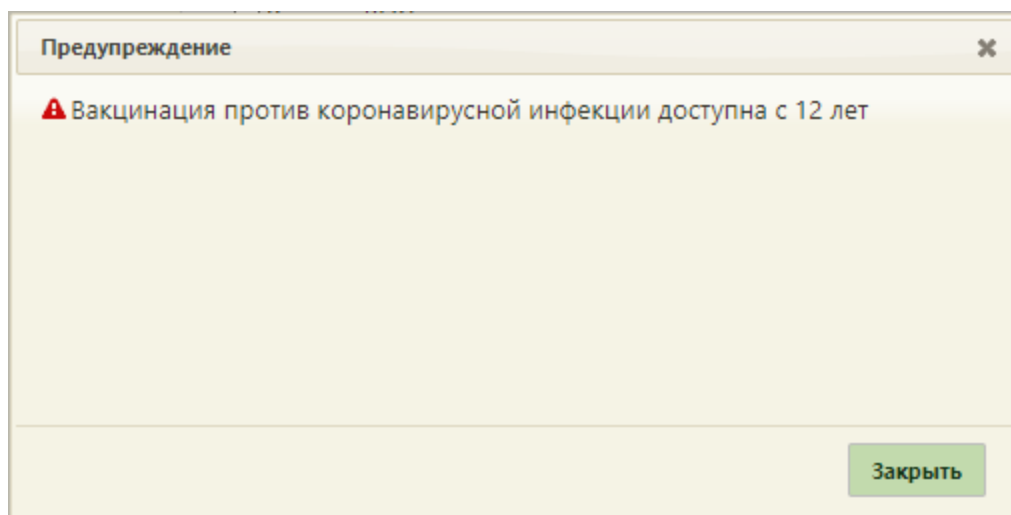 Предупреждение
Вакцинация против коронавирусной инфекции доступна с 12 лет
Закрыть